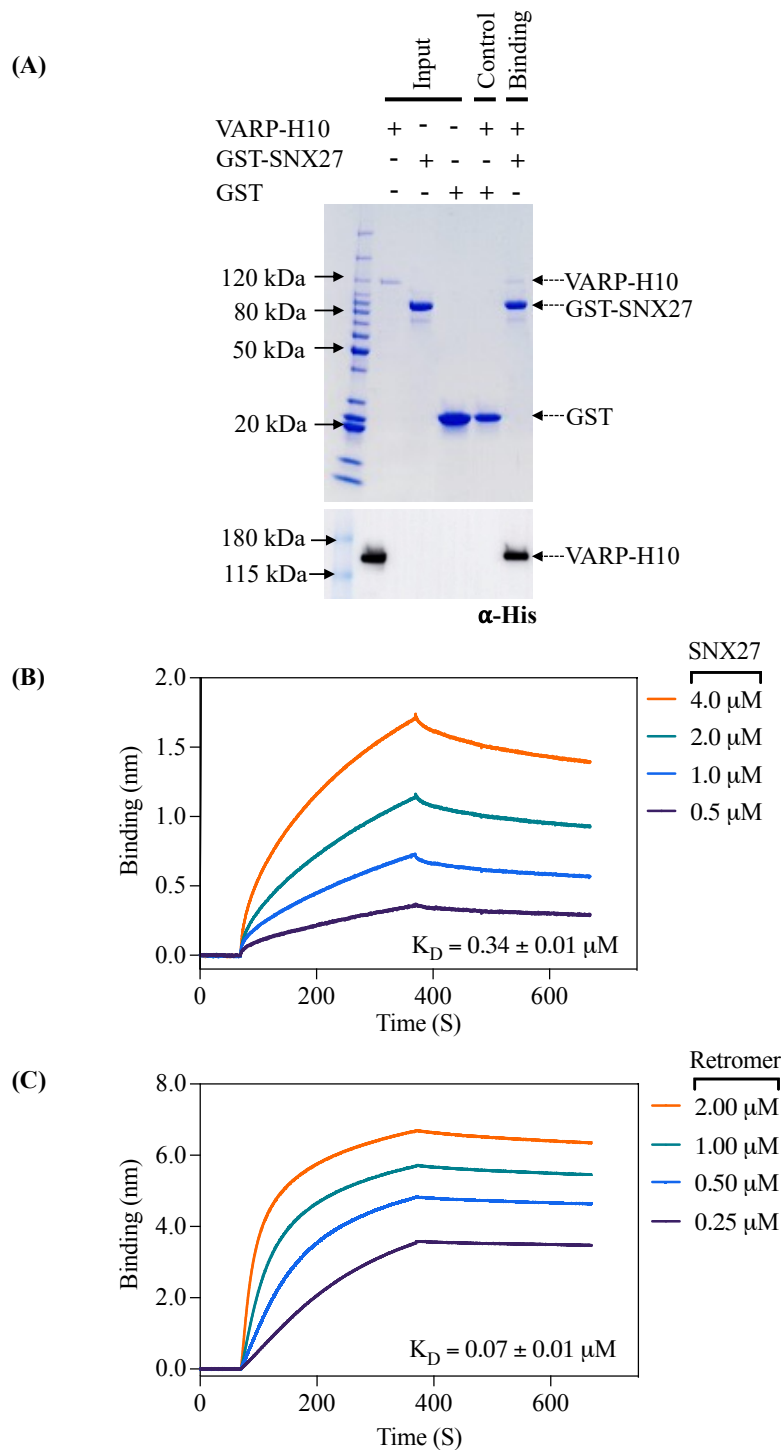 (A)
Input
Control
Binding
VARP-H10 + - - + +
GST-SNX27 - + - - +
GST - - + + -
120 kDa
80 kDa
50 kDa
20 kDa
VARP-H10
GST-SNX27
GST
180 kDa
115 kDa
VARP-H10
α-His
(B)
SNX27
4.0 μM
2.0 μM
1.0 μM
0.5 μM
2.0
1.5
1.0
0.5
0.0
Binding (nm)
K_D = 0.34 ± 0.01 μM
0 200 400 600
Time (S)
(C)
Retromer
2.00 μM
1.00 μM
0.50 μM
0.25 μM
8.0
6.0
4.0
2.0
0.0
Binding (nm)
K_D = 0.07 ± 0.01 μM
0 200 400 600
Time (S)